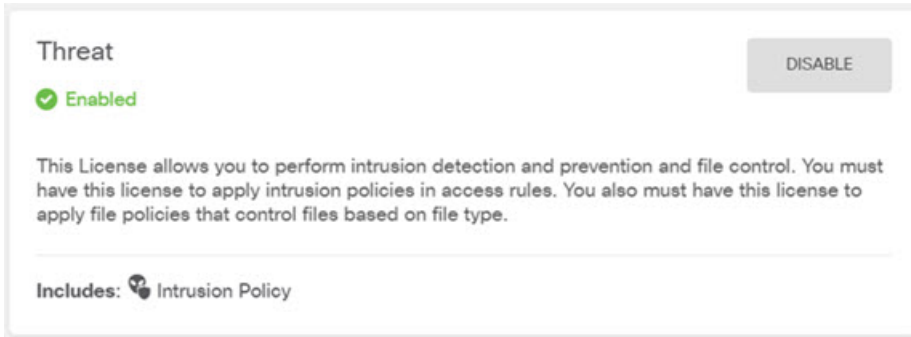 Threat
DISABLE
Enabled
This License allows you to perform intrusion detection and prevention and file control. You must
have this license to apply intrusion policies in access rules. You also must have this license to
apply file policies that control files based on file type.
Includes: Intrusion Policy